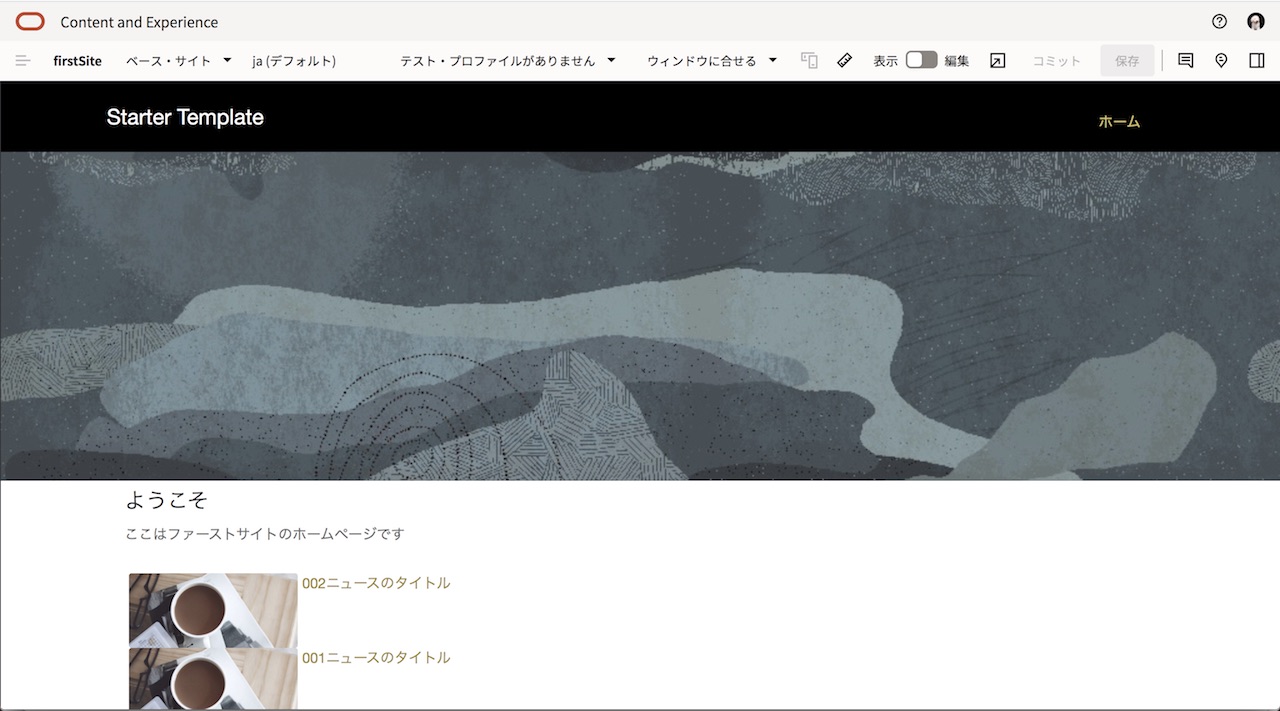 Content and Experience
firstSite ベース・サイト ja (デフォルト) テスト・プロファイルがありません ウィンドウに合せる 表示 編集 コミット 保存
Starter Template ホーム
ようこそ
ここはファーストサイトのホームページです
002ニュースのタイトル
001ニュースのタイトル